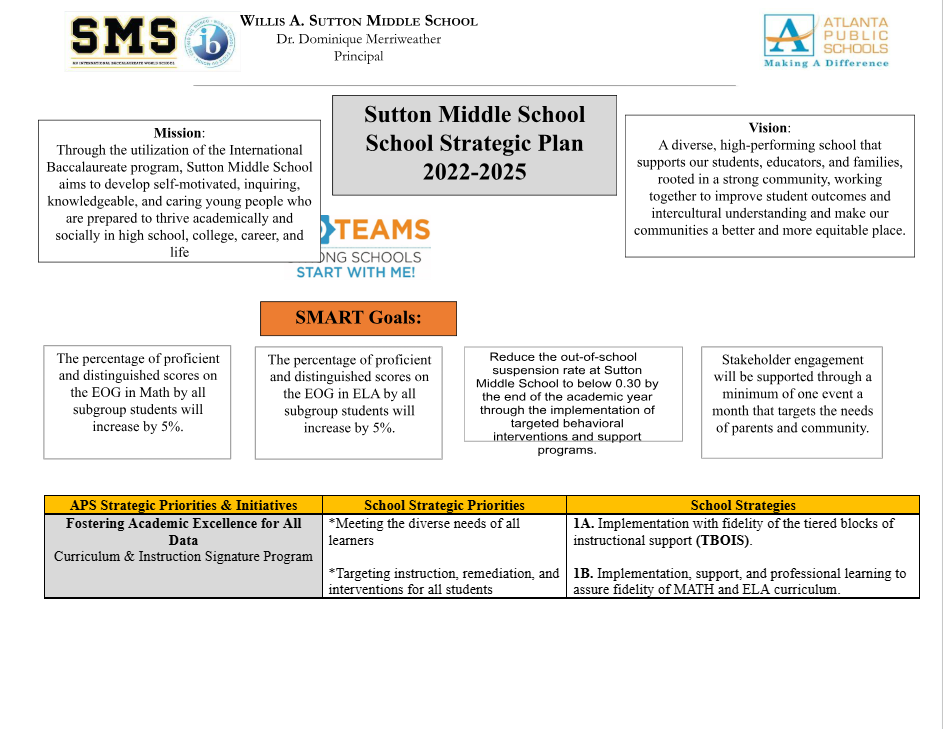 SMS
AN INTERNATIONAL BACCALAUREATE WORLD SCHOOL
ib
WILLIS A. SUTTON MIDDLE SCHOOL
Dr. Dominique Merriweather
Principal
ATLANTA
PUBLIC
SCHOOLS
Making A Difference
Sutton Middle School
School Strategic Plan
2022-2025
Mission:
Through the utilization of the International
Baccalaureate program, Sutton Middle School
aims to develop self-motivated, inquiring,
knowledgeable, and caring young people who
are prepared to thrive academically and
socially in high school, college, career, and
life
Vision:
A diverse, high-performing school that
supports our students, educators, and families,
rooted in a strong community, working
together to improve student outcomes and
intercultural understanding and make our
communities a better and more equitable place.
TEAMS
ONG SCHOOLS
START WITH ME!
SMART Goals:
The percentage of proficient
and distinguished scores on
the EOG in Math by all
subgroup students will
increase by 5%.
The percentage of proficient
and distinguished scores on
the EOG in ELA by all
subgroup students will
increase by 5%.
Reduce the out-of-school
suspension rate at Sutton
Middle School to below 0.30 by
the end of the academic year
through the implementation of
targeted behavioral
interventions and support
programs.
Stakeholder engagement
will be supported through a
minimum of one event a
month that targets the needs
of parents and community.
APS Strategic Priorities & Initiatives
School Strategic Priorities
School Strategies
Fostering Academic Excellence for All
Data
Curriculum & Instruction Signature Program
*Meeting the diverse needs of all
learners
*Targeting instruction, remediation, and
interventions for all students
1A. Implementation with fidelity of the tiered blocks of
instructional support (TBOIS).
1B. Implementation, support, and professional learning to
assure fidelity of MATH and ELA curriculum.